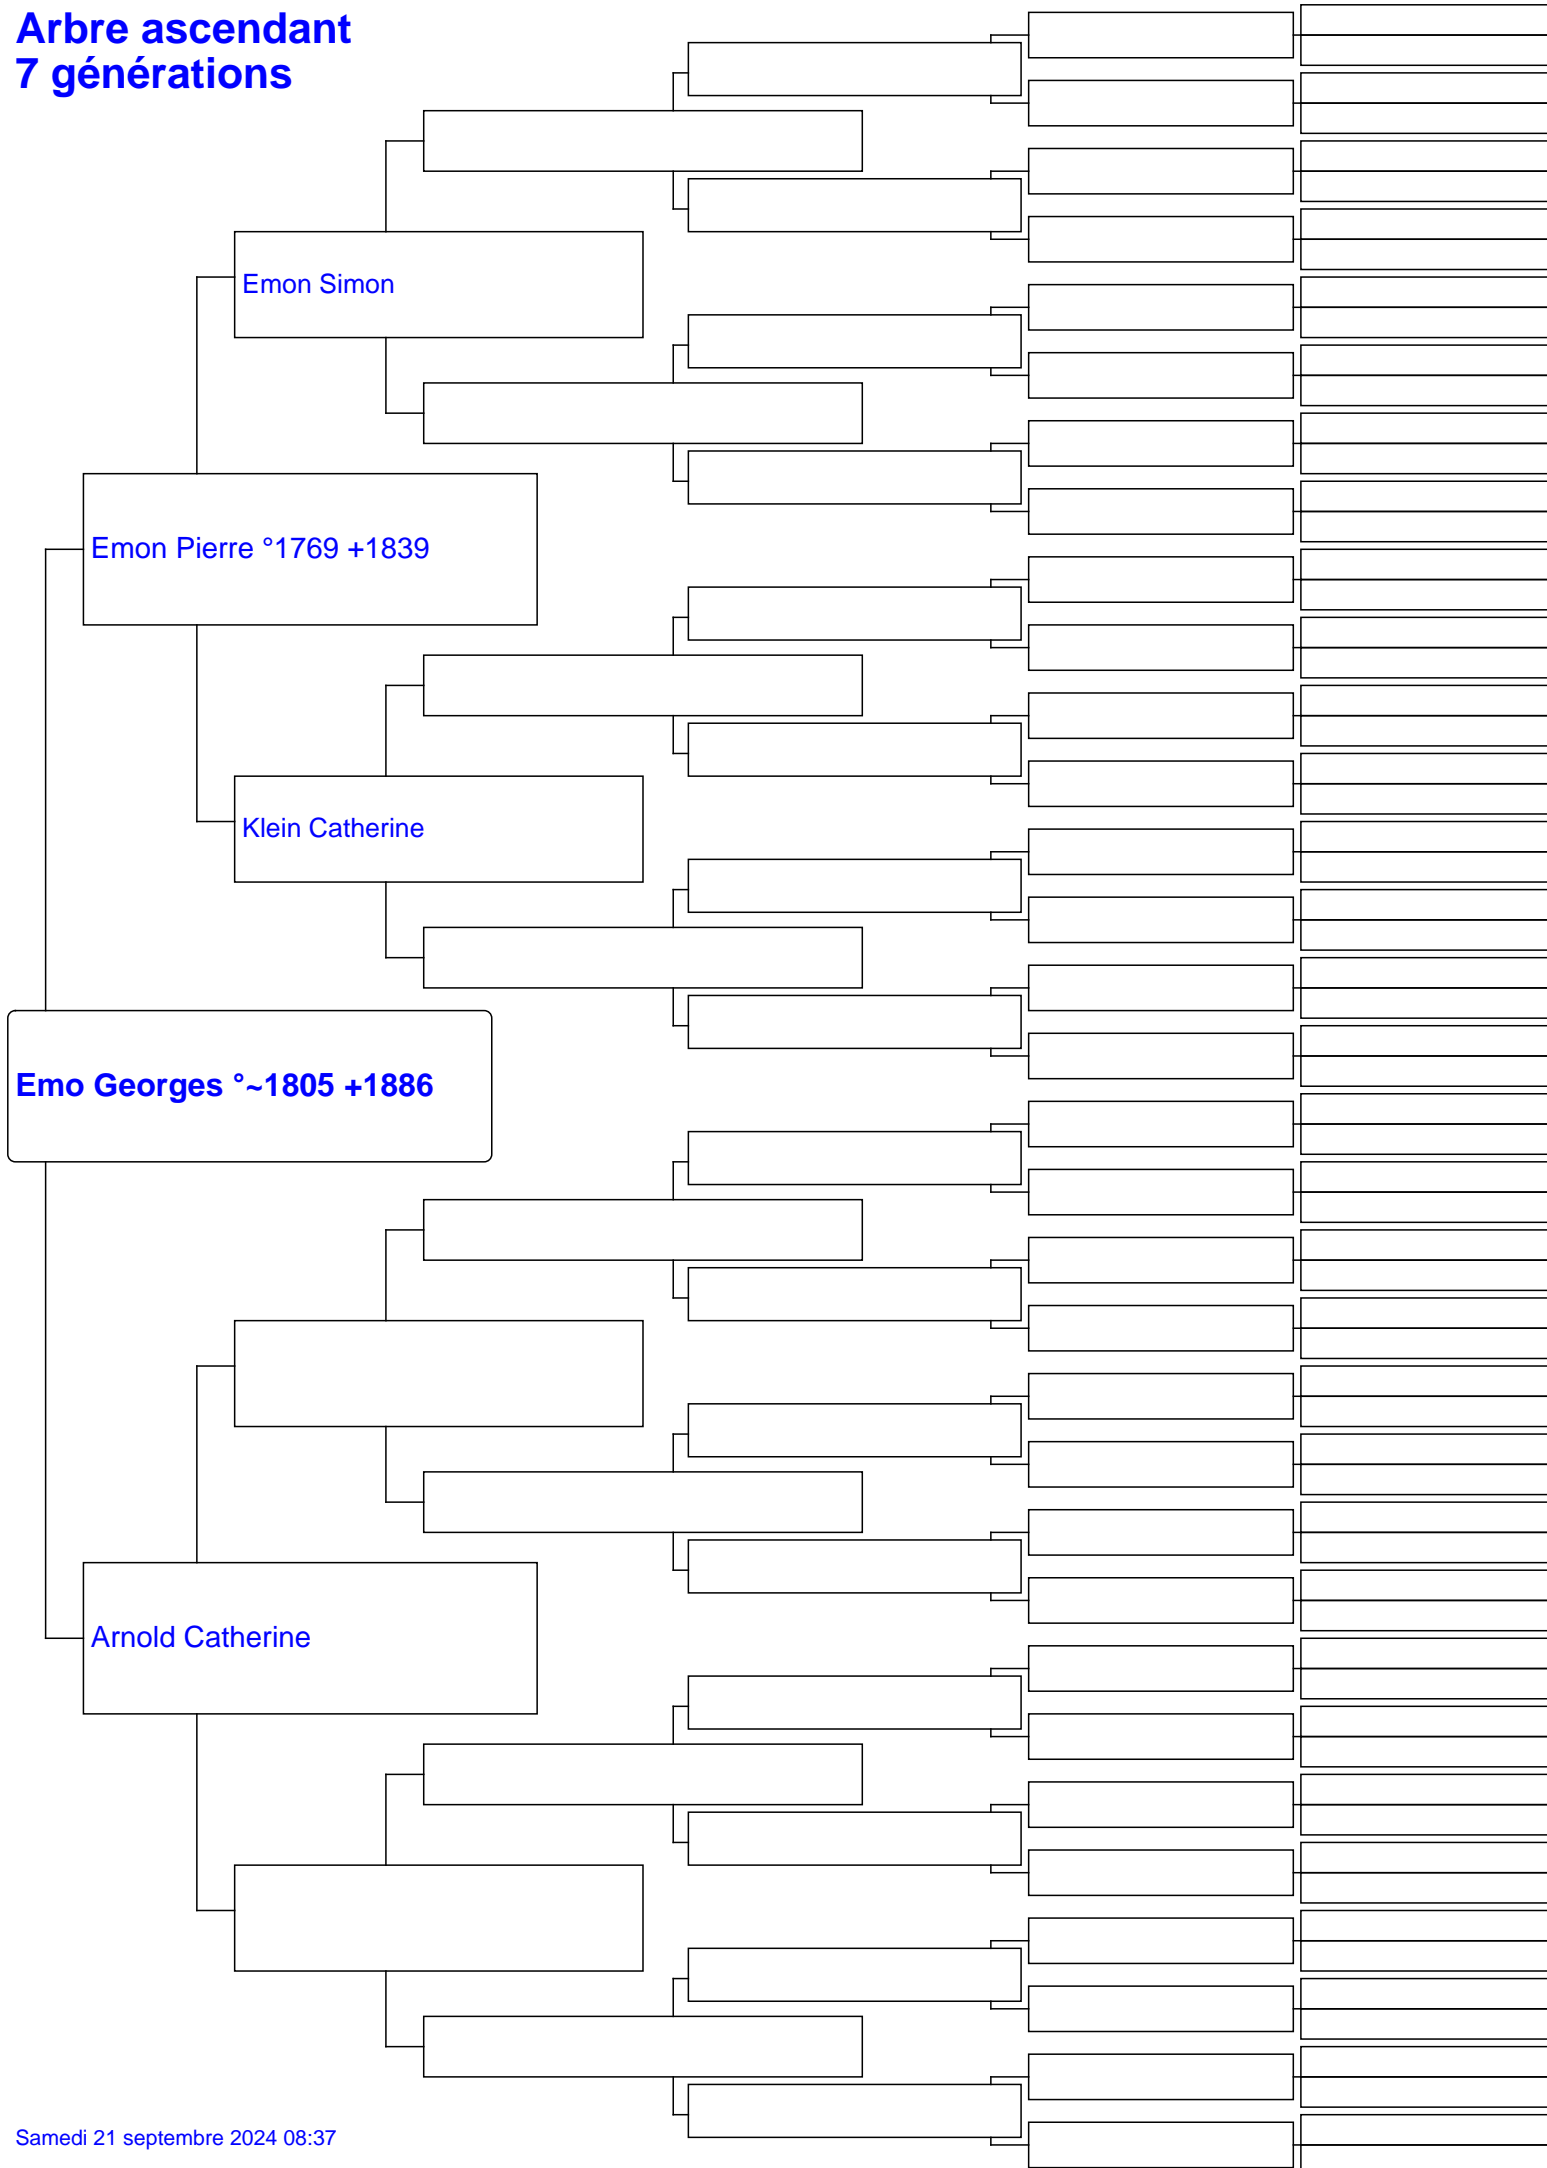 Arbre ascendant
7 générations
Emon Simon
Emon Pierre °1769 +1839
Klein Catherine
Emo Georges °~1805 +1886
Arnold Catherine
Samedi 21 septembre 2024 08:37